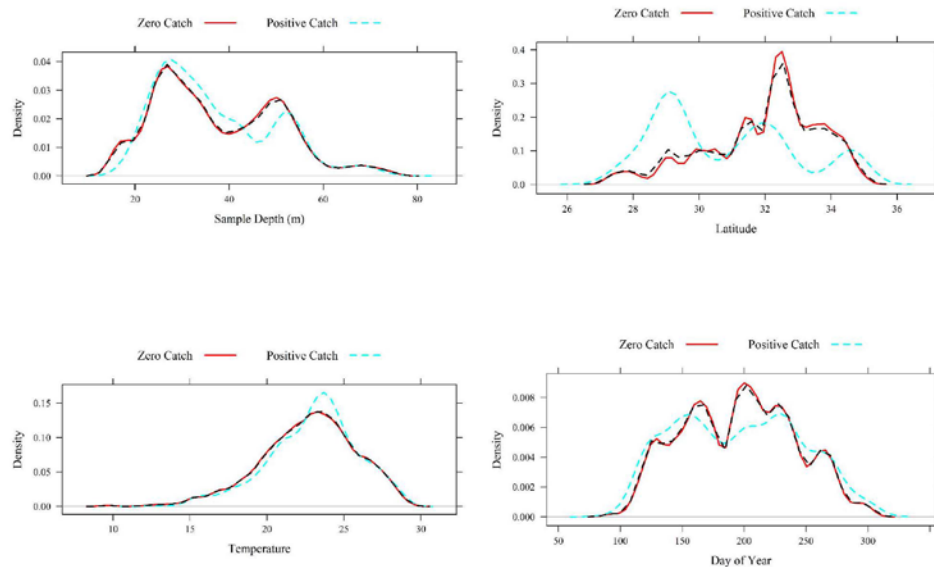 Zero Catch Positive Catch
0.04
0.03
0.02
0.01
0.00
Density
20 40 60 80
Sample Depth (m)
Zero Catch Positive Catch
0.4
0.3
0.2
0.1
0.0
Density
26 28 30 32 34 36
Latitude
Zero Catch Positive Catch
0.15
0.10
0.05
0.00
Density
10 15 20 25 30
Temperature
Zero Catch Positive Catch
0.008
0.006
0.004
0.002
0.000
Density
50 100 150 200 250 300
Day of Year